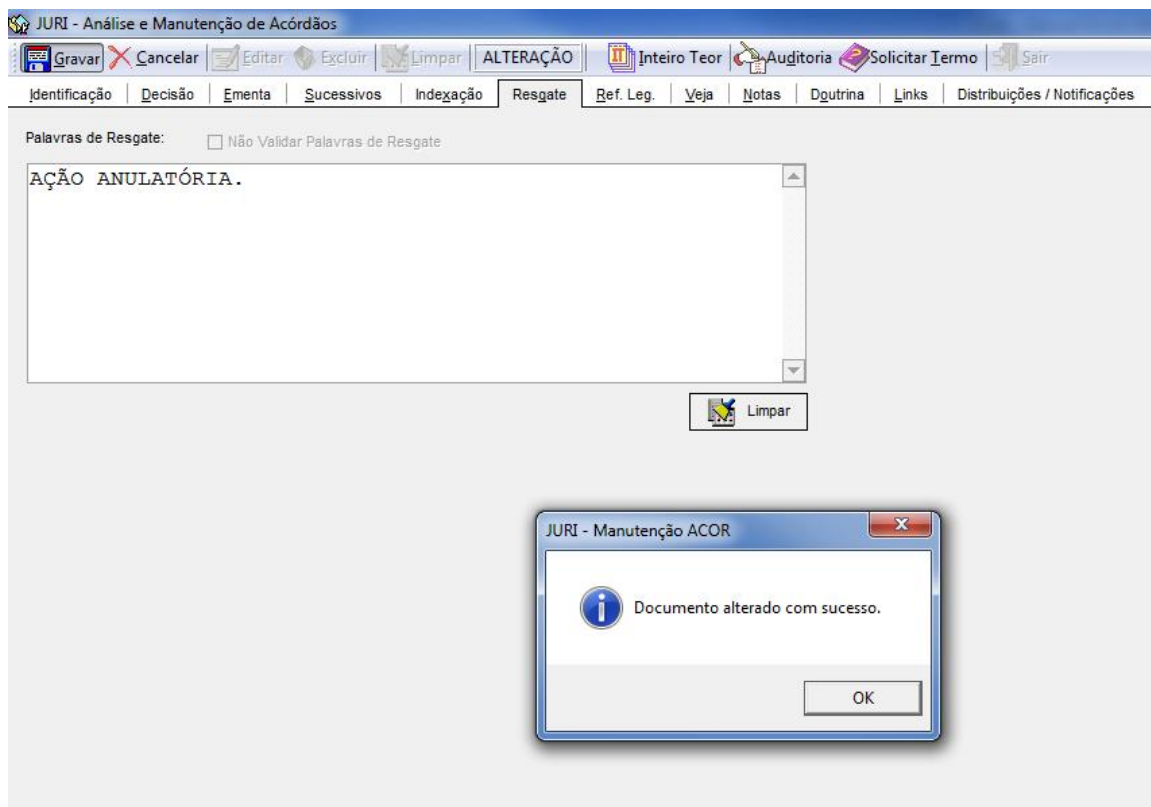 JURI - Análise e Manutenção de Acórdãos
Gravar Cancelar Editar Excluir Limpar ALTERAÇÃO Inteiro Teor Auditoria Solicitar Termo Sair
Identificação Decisão Ementa Sucessivos Indexação Resgate Ref. Leg. Veja Notas Doutrina Links Distribuições / Notificações
Palavras de Resgate: Não Validar Palavras de Resgate
AÇÃO ANULATÓRIA.
Limpar
JURI - Manutenção ACOR
Documento alterado com sucesso.
OK